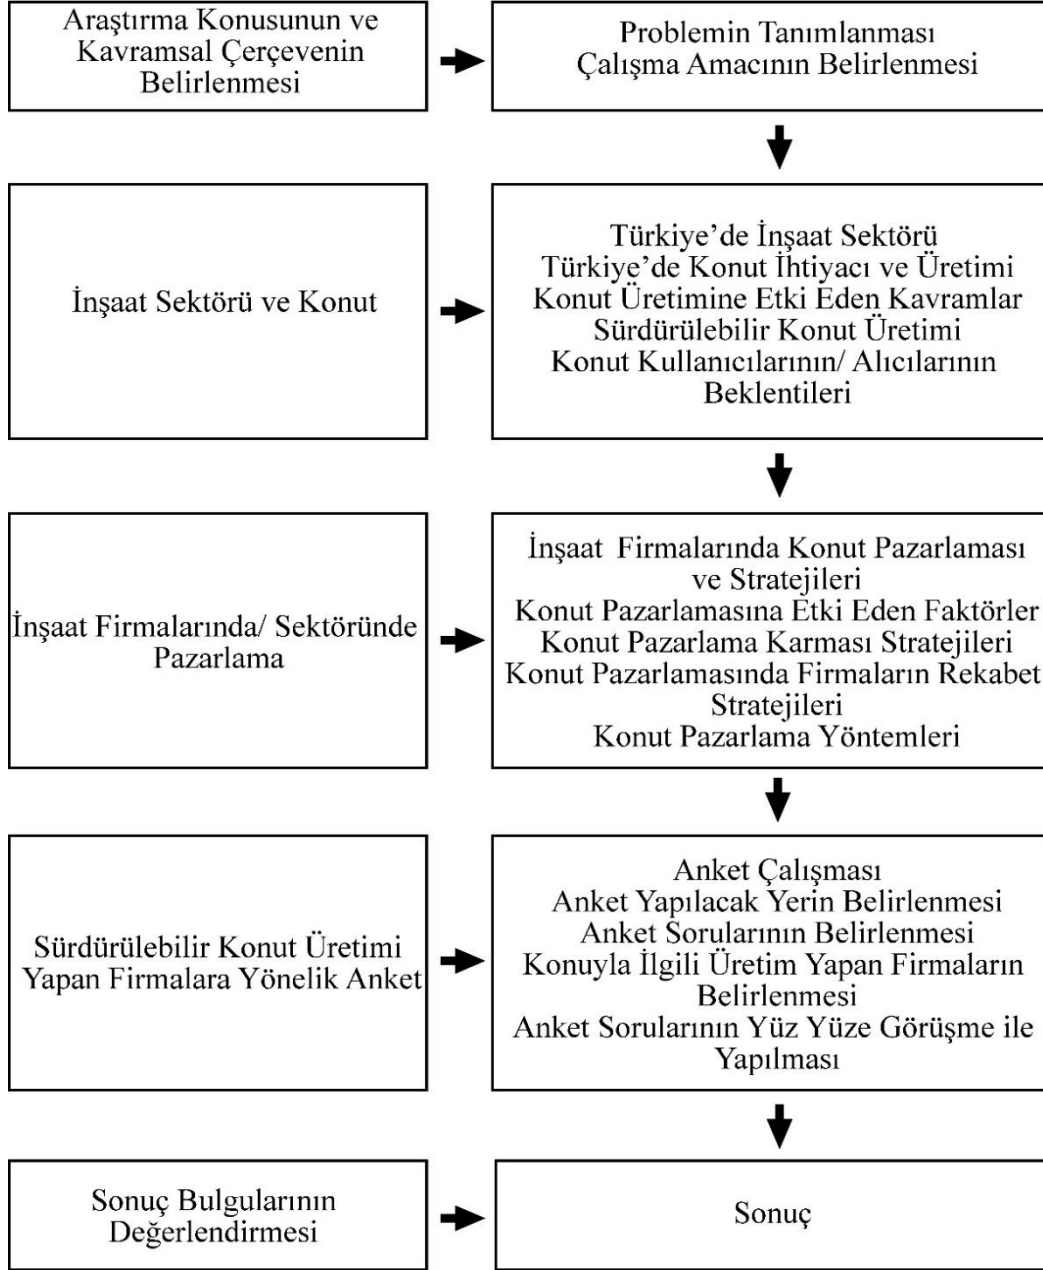 Araştırma Konusunun ve
Kavramsal Çerçevenin
Belirlenmesi
Problemin Tanımlanması
Çalışma Amacının Belirlenmesi
İnşaat Sektörü ve Konut
Türkiye’de İnşaat Sektörü
Türkiye’de Konut İhtiyacı ve Üretimi
Konut Üretimine Etki Eden Kavramlar
Sürdürülebilir Konut Üretimi
Konut Kullanıcılarının/ Alıcılarının
Beklentileri
İnşaat Firmalarında/ Sektöründe
Pazarlama
İnşaat Firmalarında Konut Pazarlaması
ve Stratejileri
Konut Pazarlamasına Etki Eden Faktörler
Konut Pazarlama Karması Stratejileri
Konut Pazarlamasında Firmaların Rekabet
Stratejileri
Konut Pazarlama Yöntemleri
Sürdürülebilir Konut Üretimi
Yapan Firmalara Yönelik Anket
Anket Çalışması
Anket Yapılacak Yerin Belirlenmesi
Anket Sorularının Belirlenmesi
Konuyla İlgili Üretim Yapan Firmaların
Belirlenmesi
Anket Sorularının Yüz Yüze Görüşme ile
Yapılması
Sonuç Bulgularının
Değerlendirmesi
Sonuç